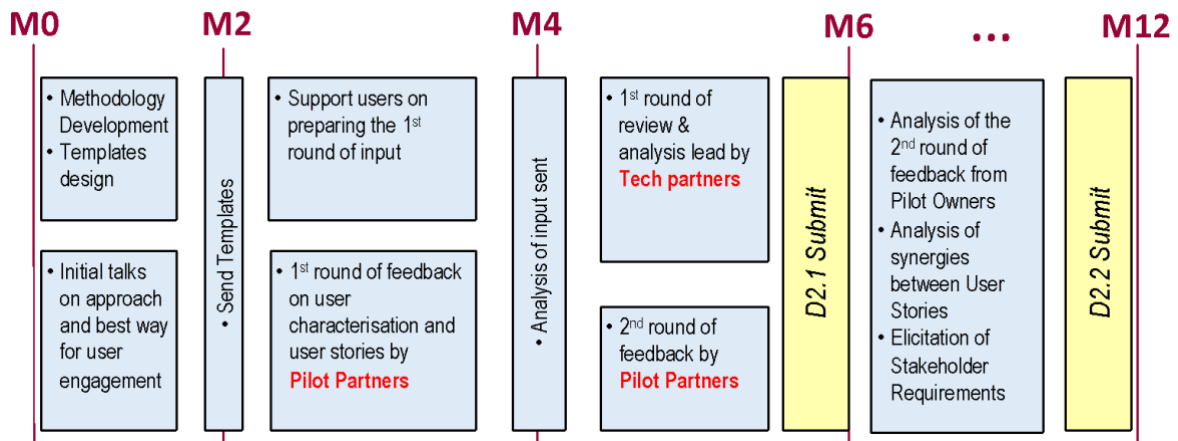 M0
M2
M4
M6
...
M12
• Methodology
Development
• Templates
design
• Initial talks
on approach
and best way
for user
engagement
• Send Templates
• Support users on
preparing the 1st
round of input
• 1st round of feedback
on user
characterisation and
user stories by
Pilot Partners
• Analysis of input sent
• 1st round of
review &
analysis lead by
Tech partners
• 2nd round of
feedback by
Pilot Partners
D2.1 Submit
• Analysis of the
2nd round of
feedback from
Pilot Owners
• Analysis of
synergies
between User
Stories
• Elicitation of
Stakeholder
Requirements
D2.2 Submit